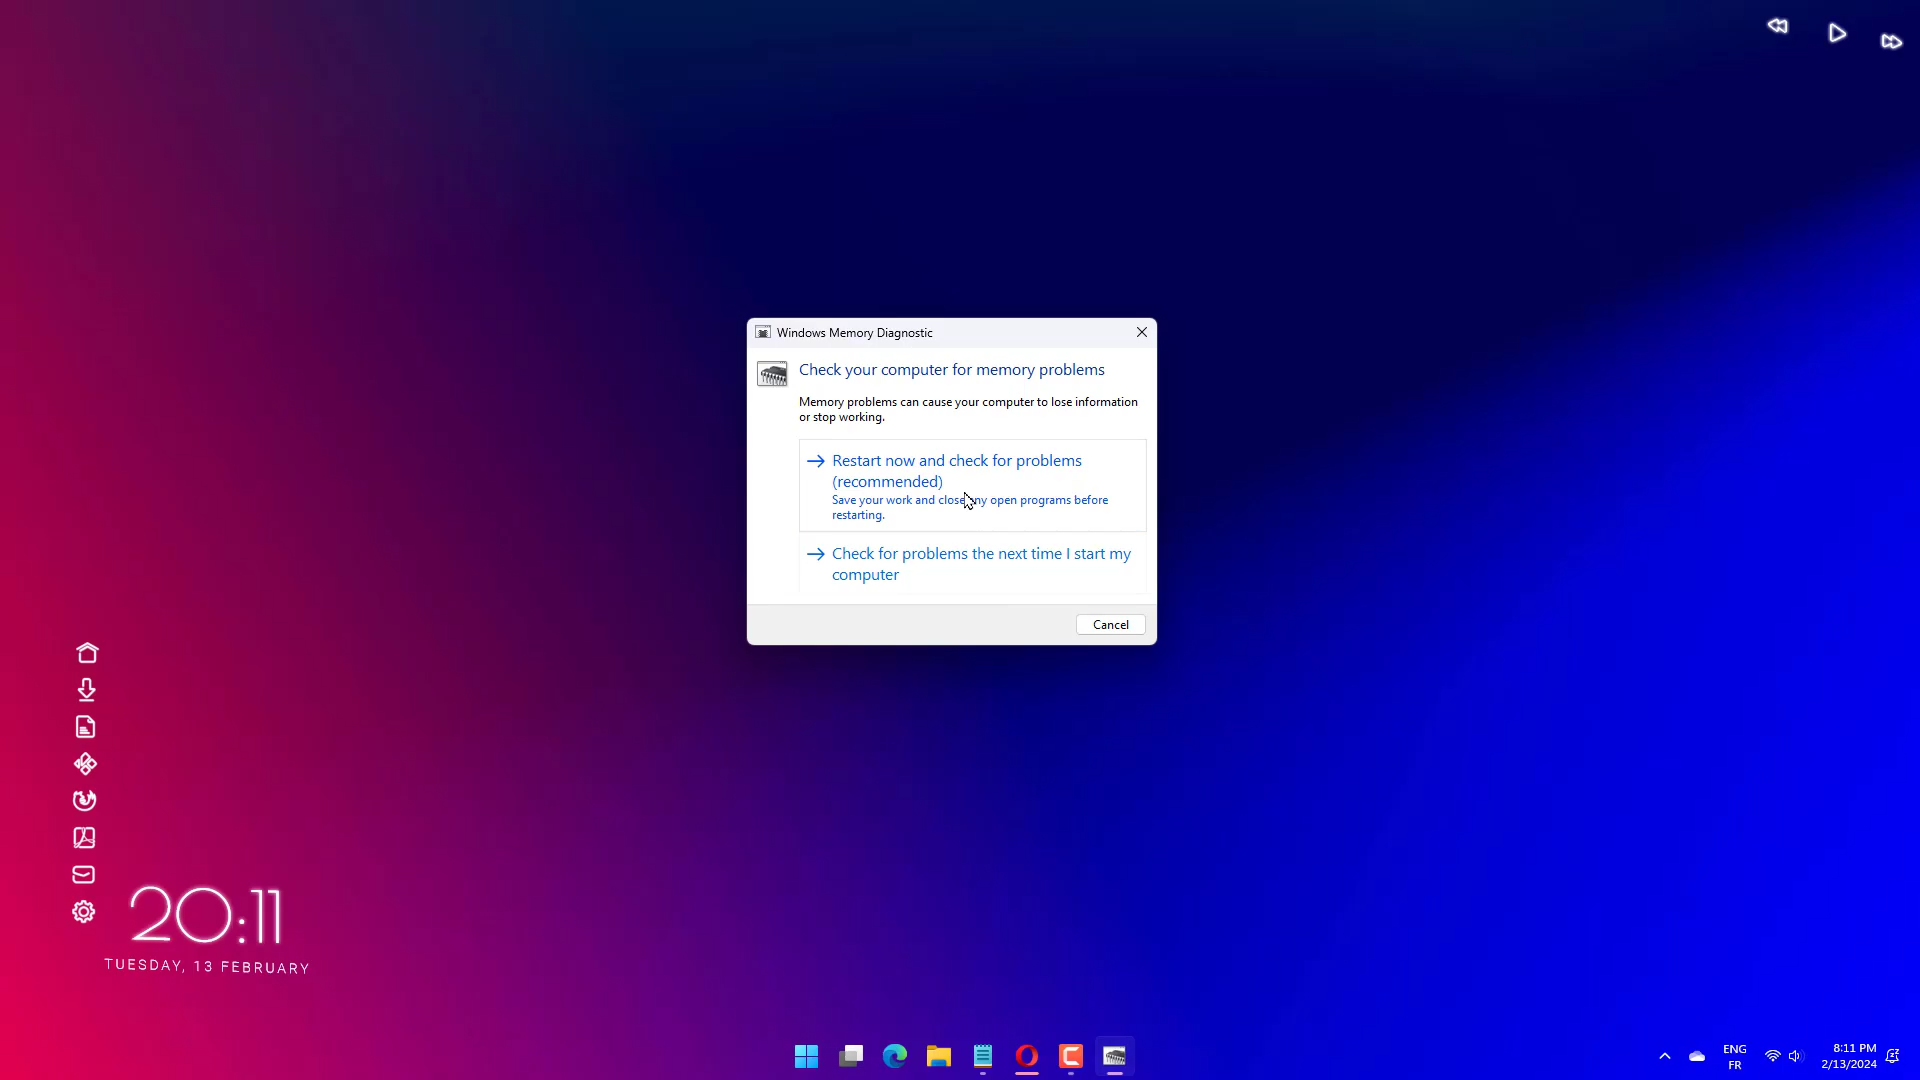 Windows Memory Diagnostic
Check your computer for memory problems
Memory problems can cause your computer to lose information
or stop working.
Restart now and check for problems
(recommended)
Save your work and close any open programs before
restarting.
Check for problems the next time I start my
computer
Cancel
20:11
TUESDAY, 13 FEBRUARY
ENG
FR
8:11 PM
2/13/2024